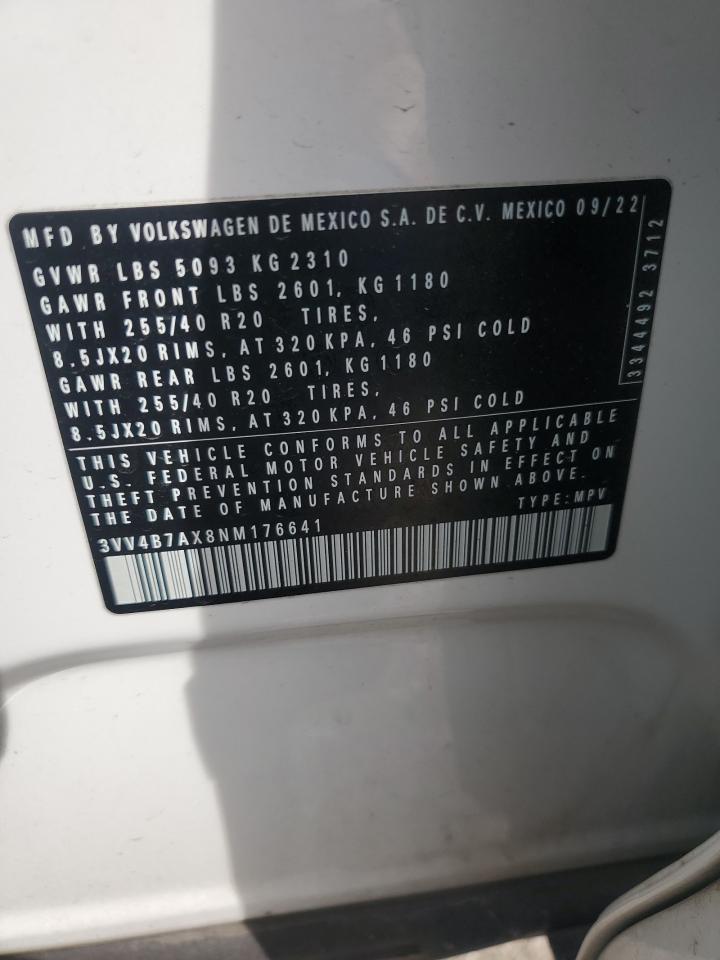 MFD BY VOLKSWAGEN DE MEXICO S.A. DE C.V. MEXICO 09/22
GVWR LBS 5093 KG 2310
GAWR FRONT LBS 2601, KG 1180
WITH 255/40 R20 TIRES,
8.5JX20 RIMS, AT 320 KPA, 46 PSI COLD
GAWR REAR LBS 2601, KG 1180
WITH 255/40 R20 TIRES,
8.5JX20 RIMS, AT 320 KPA, 46 PSI COLD
33444492 3712
THIS VEHICLE CONFORMS TO ALL APPLICABLE
U.S. FEDERAL MOTOR VEHICLE SAFETY AND
THEFT PREVENTION STANDARDS IN EFFECT ON
THE DATE OF MANUFACTURE SHOWN ABOVE.
TYPE: MPV
3VV4B7AX8NM176641